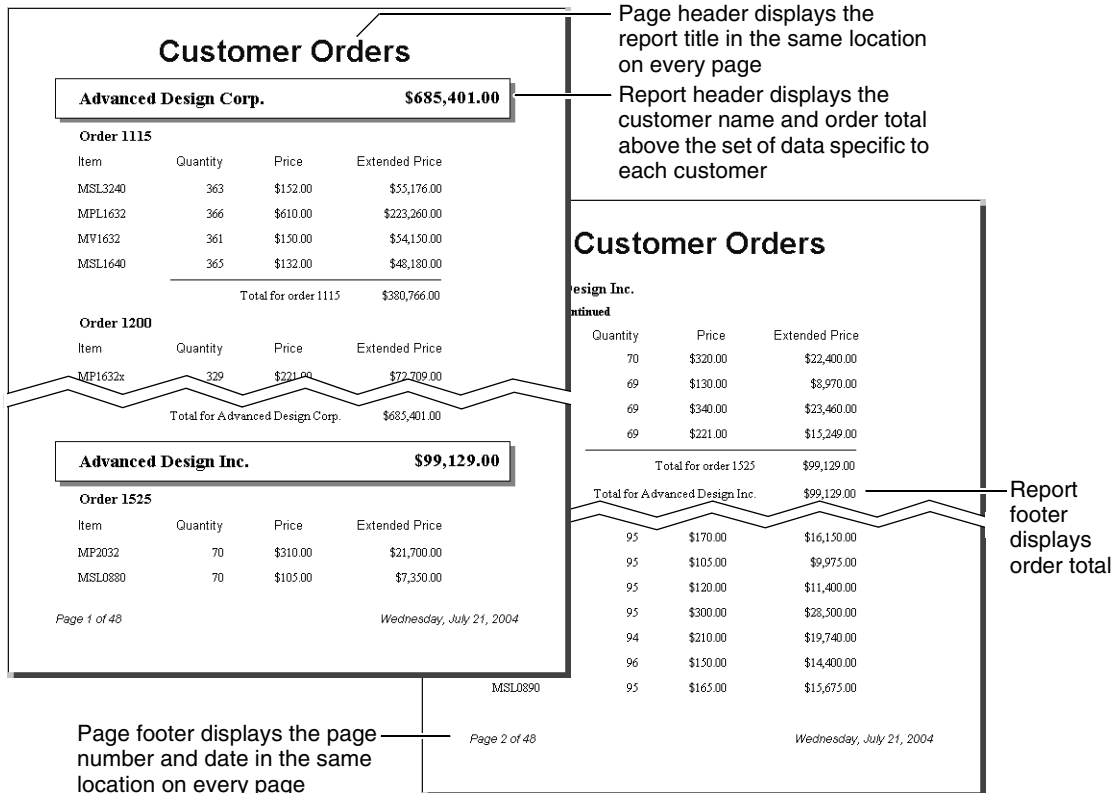 Customer Orders
Advanced Design Corp. $685,401.00
Order 1115
Item Quantity Price Extended Price
MSL3240 363 $152.00 $55,176.00
MPL1632 366 $610.00 $223,260.00
MV1632 361 $150.00 $54,150.00
MSL1640 365 $132.00 $48,180.00
Total for order 1115 $380,766.00
Order 1200
Item Quantity Price Extended Price
MP1632x 329 $221.00 $72,709.00
Total for Advanced Design Corp. $685,401.00
Advanced Design Inc. $99,129.00
Order 1525
Item Quantity Price Extended Price
MP2032 70 $310.00 $21,700.00
MSL0880 70 $105.00 $7,350.00
Page 1 of 48 Wednesday, July 21, 2004
Page header displays the
report title in the same location
on every page
Report header displays the
customer name and order total
above the set of data specific to
each customer
Customer Orders
esign Inc.
ntinued
Quantity Price Extended Price
70 $320.00 $22,400.00
69 $130.00 $8,970.00
69 $340.00 $23,460.00
69 $221.00 $15,249.00
Total for order 1525 $99,129.00
Total for Advanced Design Inc. $99,129.00
95 $170.00 $16,150.00
95 $105.00 $9,975.00
95 $120.00 $11,400.00
95 $300.00 $28,500.00
94 $210.00 $19,740.00
96 $150.00 $14,400.00
MSL0890 95 $165.00 $15,675.00
Page 2 of 48 Wednesday, July 21, 2004
Report
footer
displays
order total
Page footer displays the page
number and date in the same
location on every page